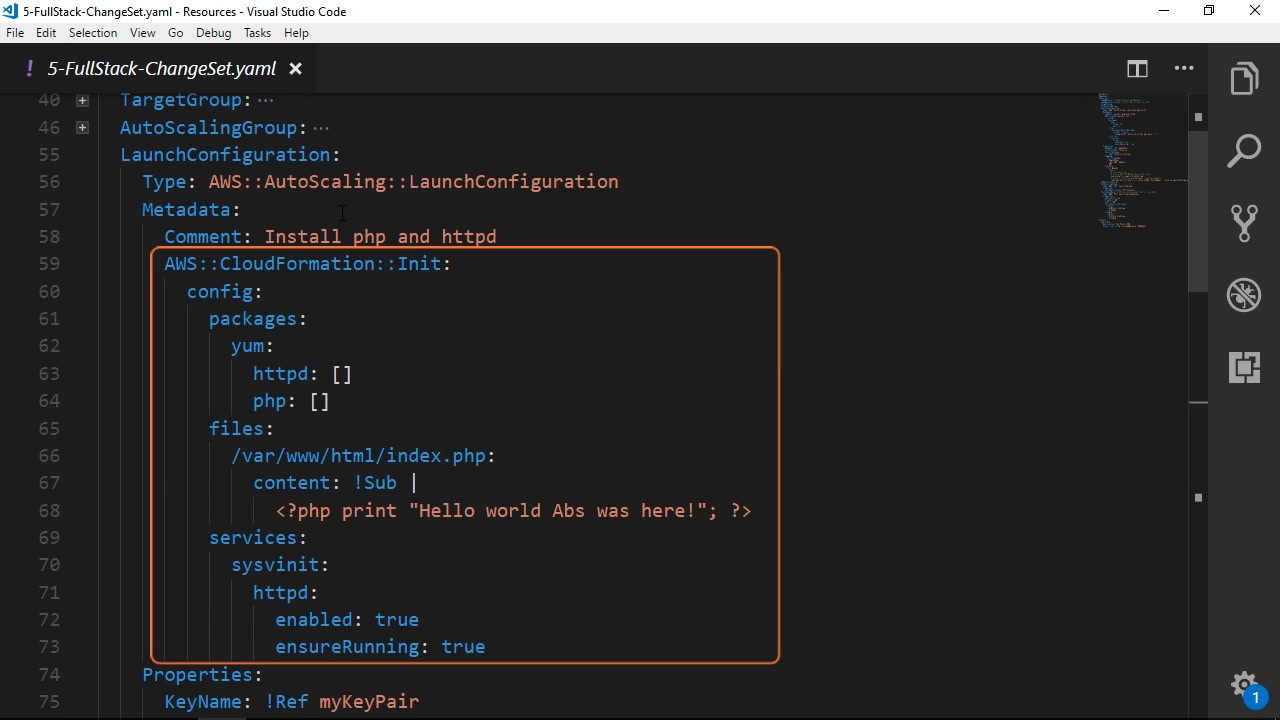 5-FullStack-ChangeSet.yaml - Resources - Visual Studio Code
File Edit Selection View Go Debug Tasks Help
! 5-FullStack-ChangeSet.yaml ×
40 TargetGroup: ···
46 AutoScalingGroup: ···
55 LaunchConfiguration:
56 Type: AWS::AutoScaling::LaunchConfiguration
57 Metadata:
58 Comment: Install php and httpd
59 AWS::CloudFormation::Init:
60 config:
61 packages:
62 yum:
63 httpd: []
64 php: []
65 files:
66 /var/www/html/index.php:
67 content: !Sub |
68 <?php print "Hello world Abs was here!"; ?>
69 services:
70 sysvinit:
71 httpd:
72 enabled: true
73 ensureRunning: true
74 Properties:
75 KeyName: !Ref myKeyPair
1